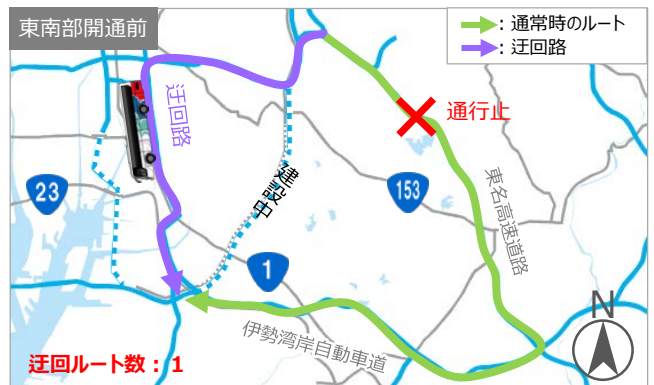 東南部開通前
:通常時のルート
:迂回路
通行止
迂回路
建設中
23
153
東名高速道路
1
N
伊勢湾岸自動車道
迂回ルート数:1